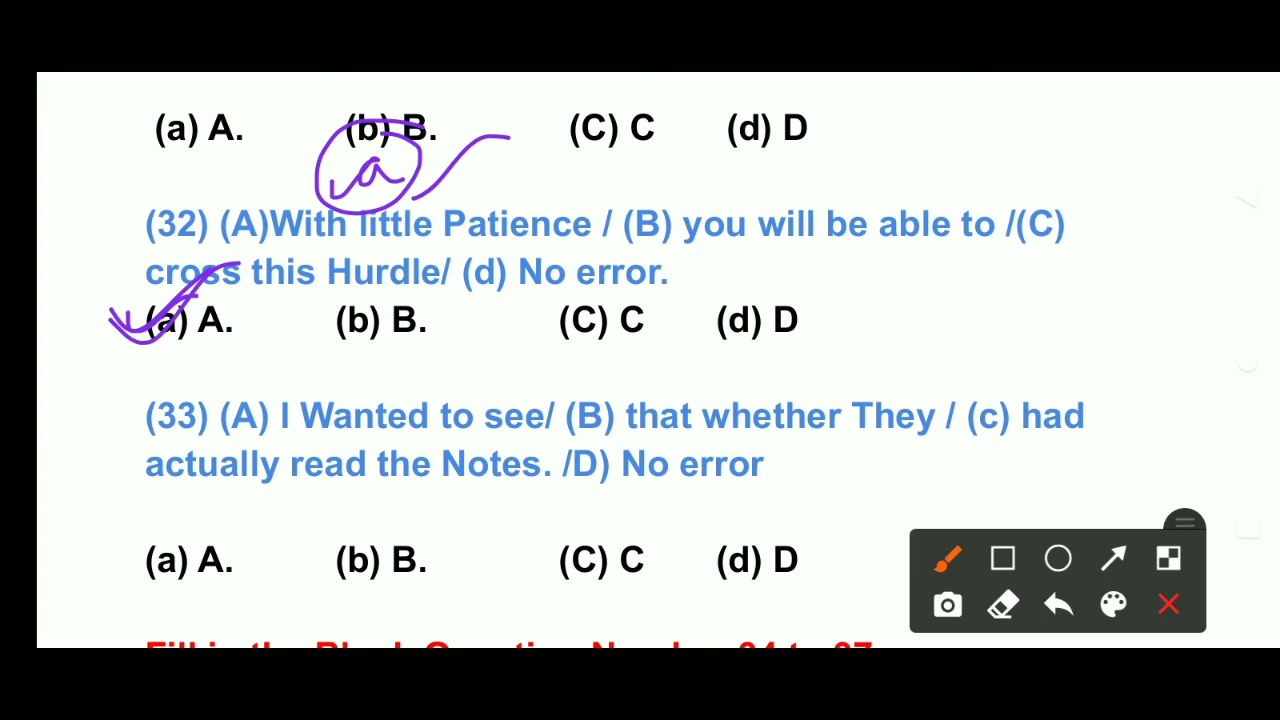 (a) A. (b) B. (C) C (d) D
a
(32) (A)With little Patience / (B) you will be able to /(C)
cross this Hurdle/ (d) No error.
(a) A. (b) B. (C) C (d) D
(33) (A) I Wanted to see/ (B) that whether They / (c) had
actually read the Notes. /D) No error
(a) A. (b) B. (C) C (d) D